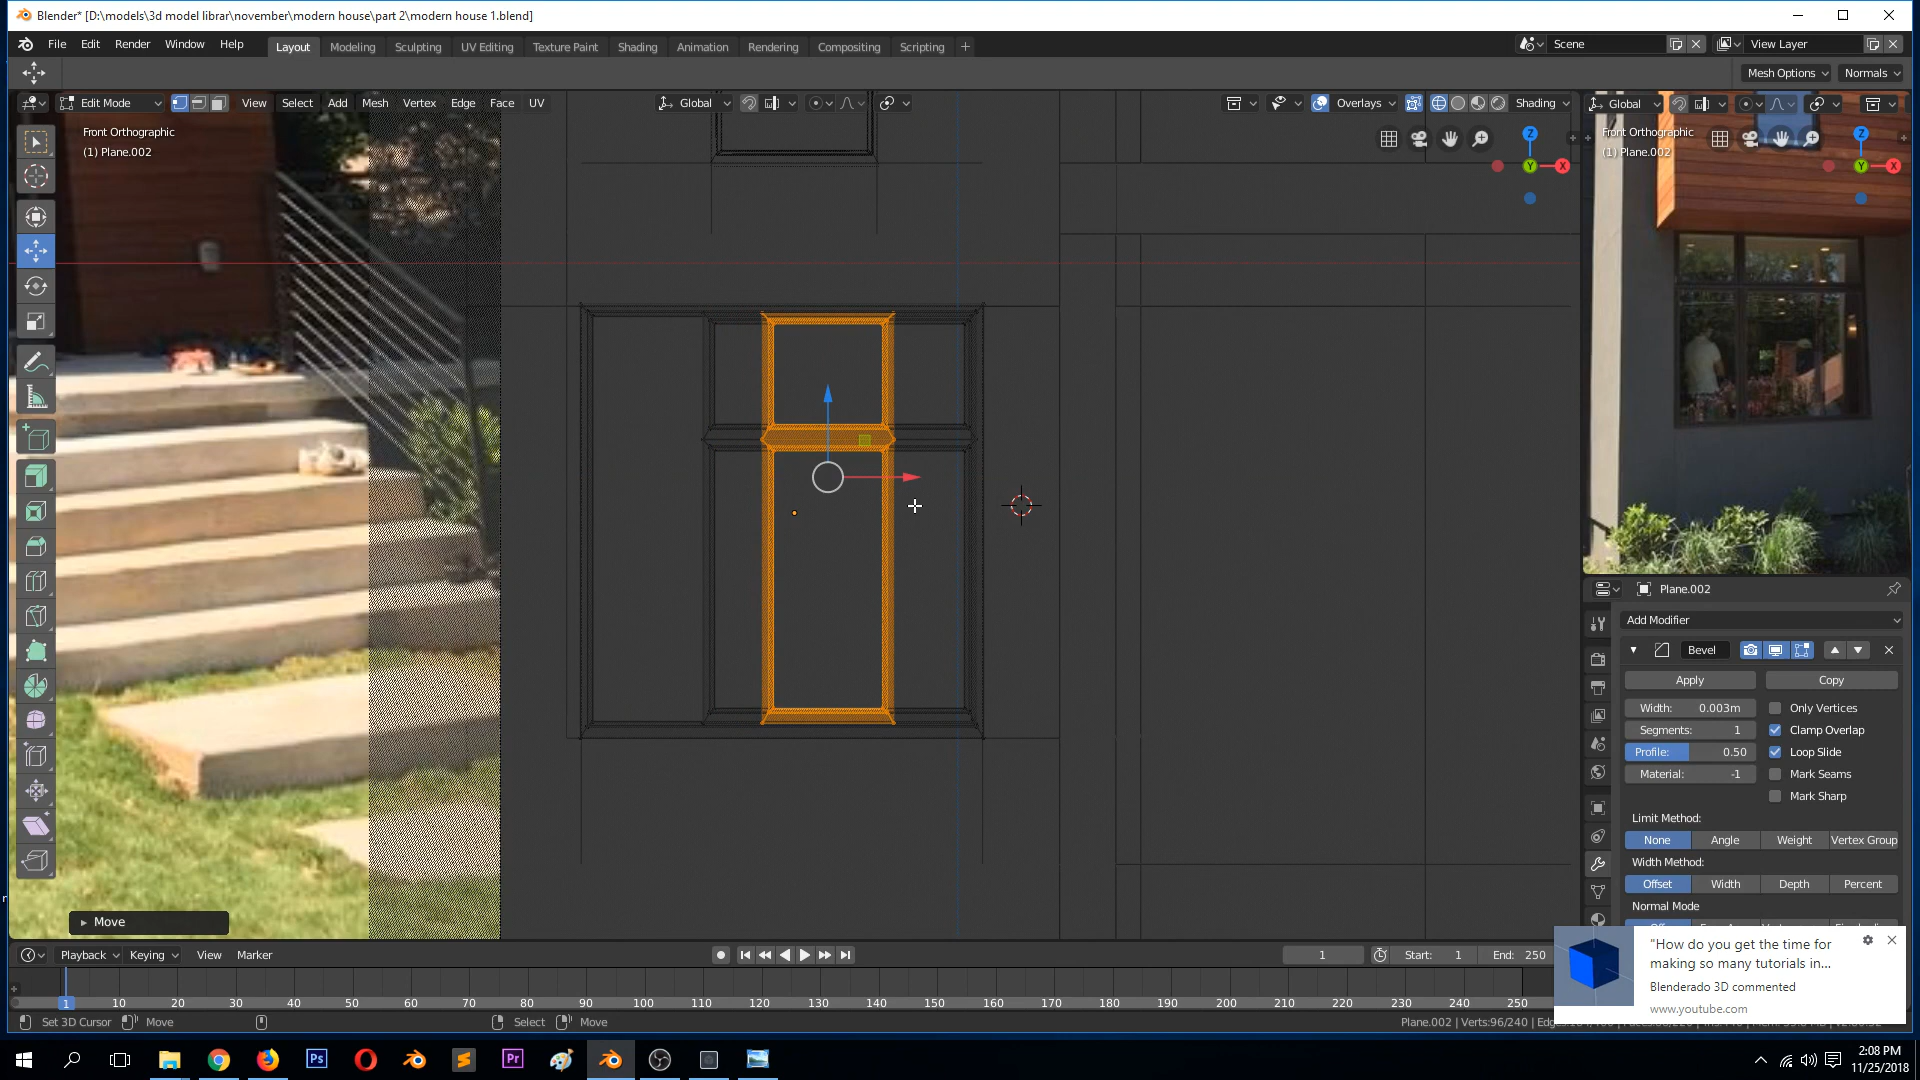 Blender* [D:\models\3d model librar\november\modern house\part 2\modern house 1.blend]
File Edit Render Window Help Layout Modeling Sculpting UV Editing Texture Paint Shading Animation Rendering Compositing Scripting + Scene View Layer
Mesh Options Normals
Edit Mode View Select Add Mesh Vertex Edge Face UV Global Overlays Shading Global
Front Orthographic
(1) Plane.002
Z
Y
X
Front Orthographic
(1) Plane.002
Z
Y
X
Plane.002
Add Modifier
Bevel
Apply Copy
Width: 0.003m Only Vertices
Segments: 1 Clamp Overlap
Profile: 0.50 Loop Slide
Material: -1 Mark Seams
Mark Sharp
Limit Method:
None Angle Weight Vertex Group
Width Method:
Offset Width Depth Percent
Normal Mode
Move
Playback Keying View Marker 1 Start: 1 End: 250
1 10 20 30 40 50 60 70 80 90 100 110 120 130 140 150 160 170 180 190 200 210 220 230 240 250
Set 3D Cursor Move Select Move
Plane.002 | Verts:96/240 |
"How do you get the time for
making so many tutorials in...
Blenderado 3D commented
www.youtube.com
Ps
Pr
2:08 PM
11/25/2018